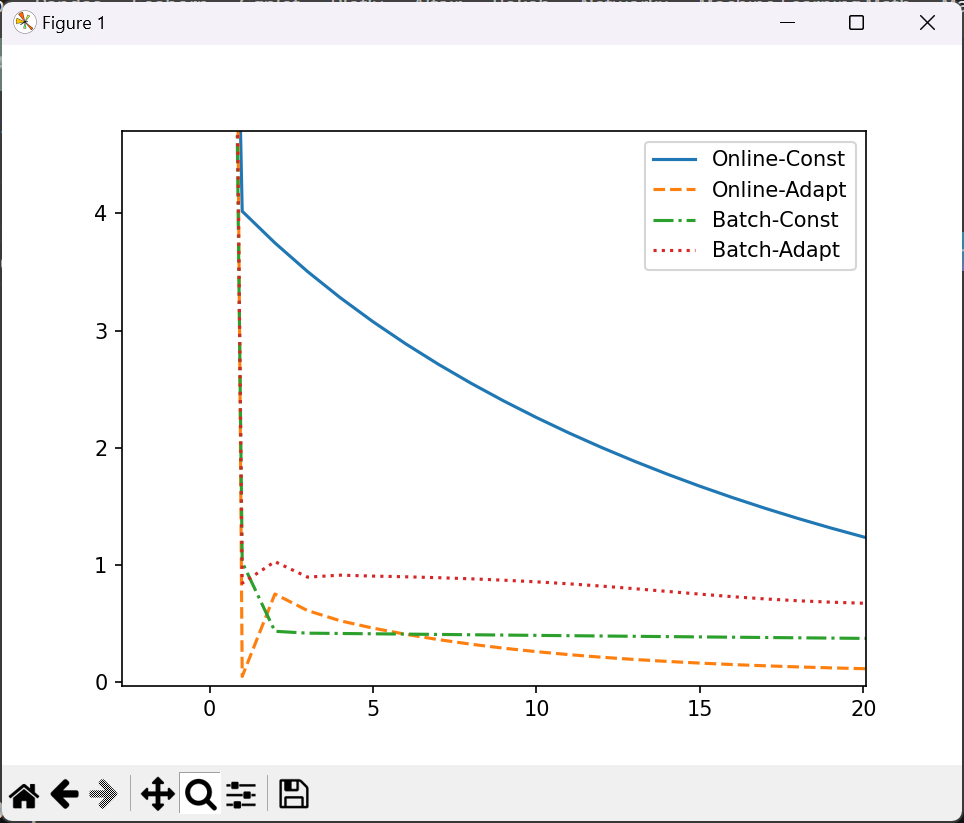 Figure 1
Online-Const
Online-Adapt
Batch-Const
Batch-Adapt
4
3
2
1
0
0 5 10 15 20